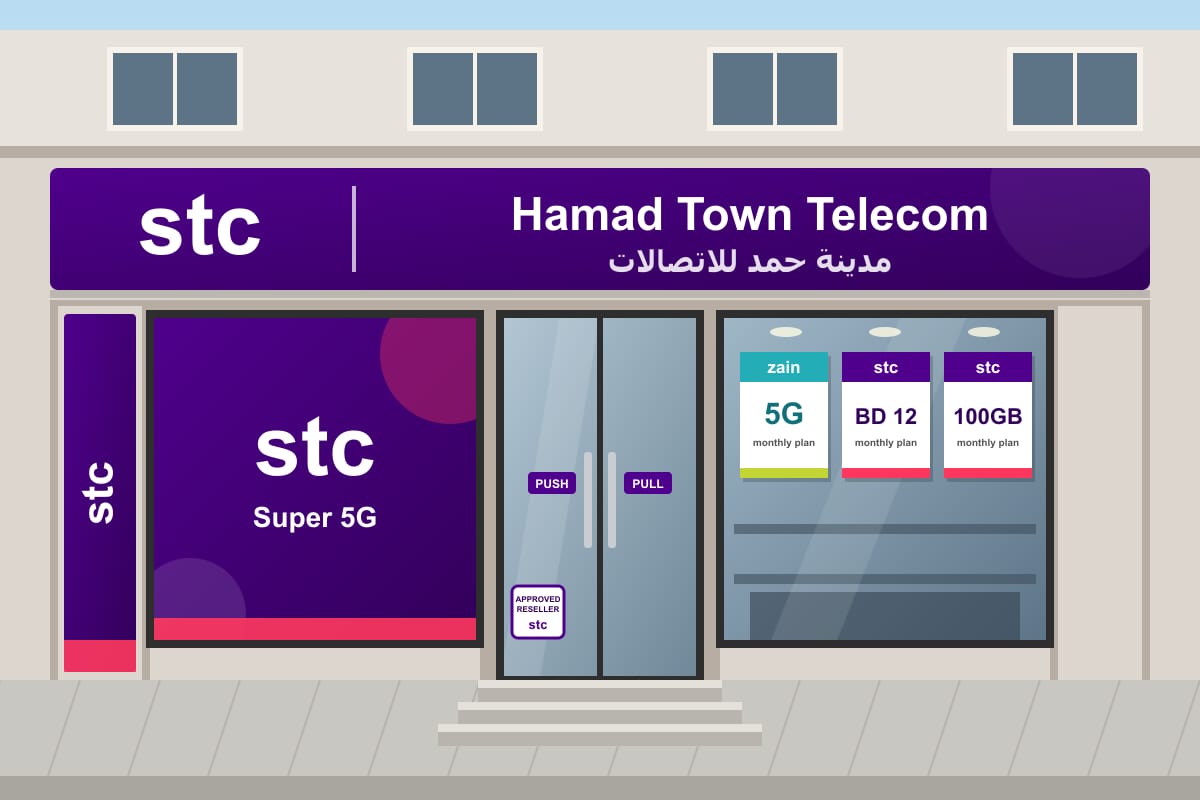 stc
Hamad Town Telecom
مدينة حمد للاتصالات
stc
stc
Super 5G
PUSH
PULL
APPROVED
RESELLER
stc
zain
5G
monthly plan
stc
BD 12
monthly plan
stc
100GB
monthly plan